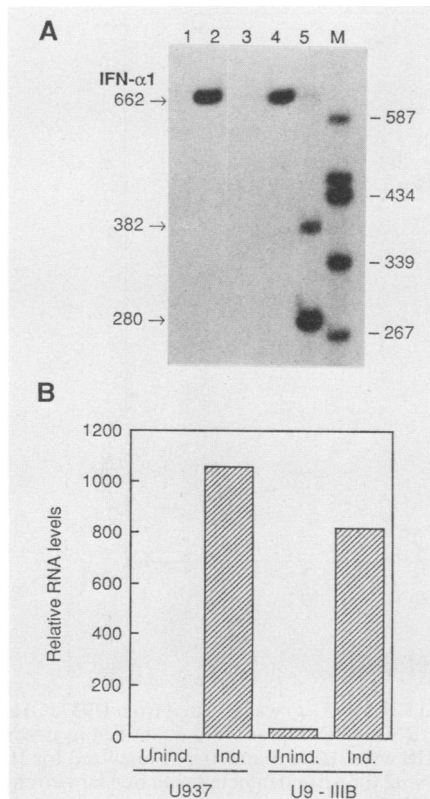 A
1 2 3 4 5 M
IFN-α1
662 →
– 587
– 434
382 →
– 339
280 →
– 267
B
Relative RNA levels
1200
1000
800
600
400
200
0
Unind. Ind. Unind. Ind.
U937 U9 - IIIB